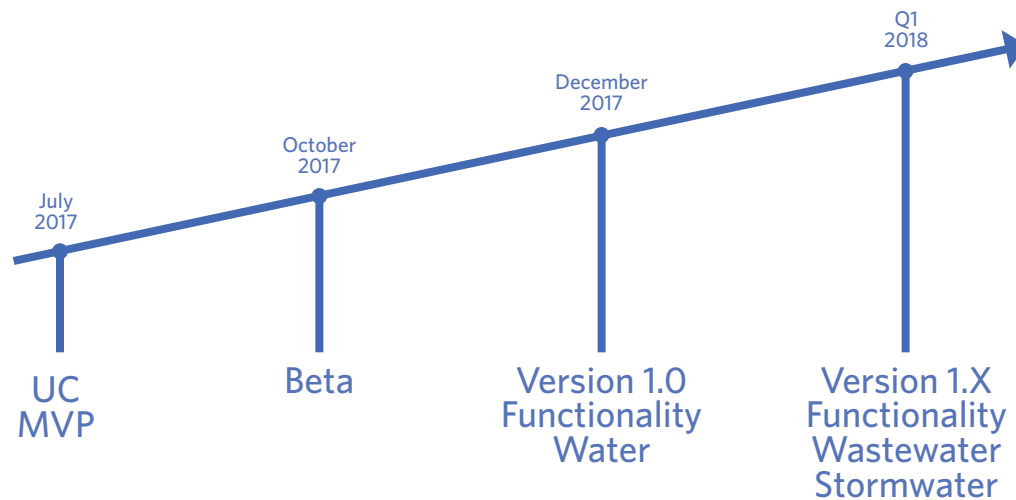 July
2017
UC
MVP
October
2017
Beta
December
2017
Version 1.0
Functionality
Water
Q1
2018
Version 1.X
Functionality
Wastewater
Stormwater